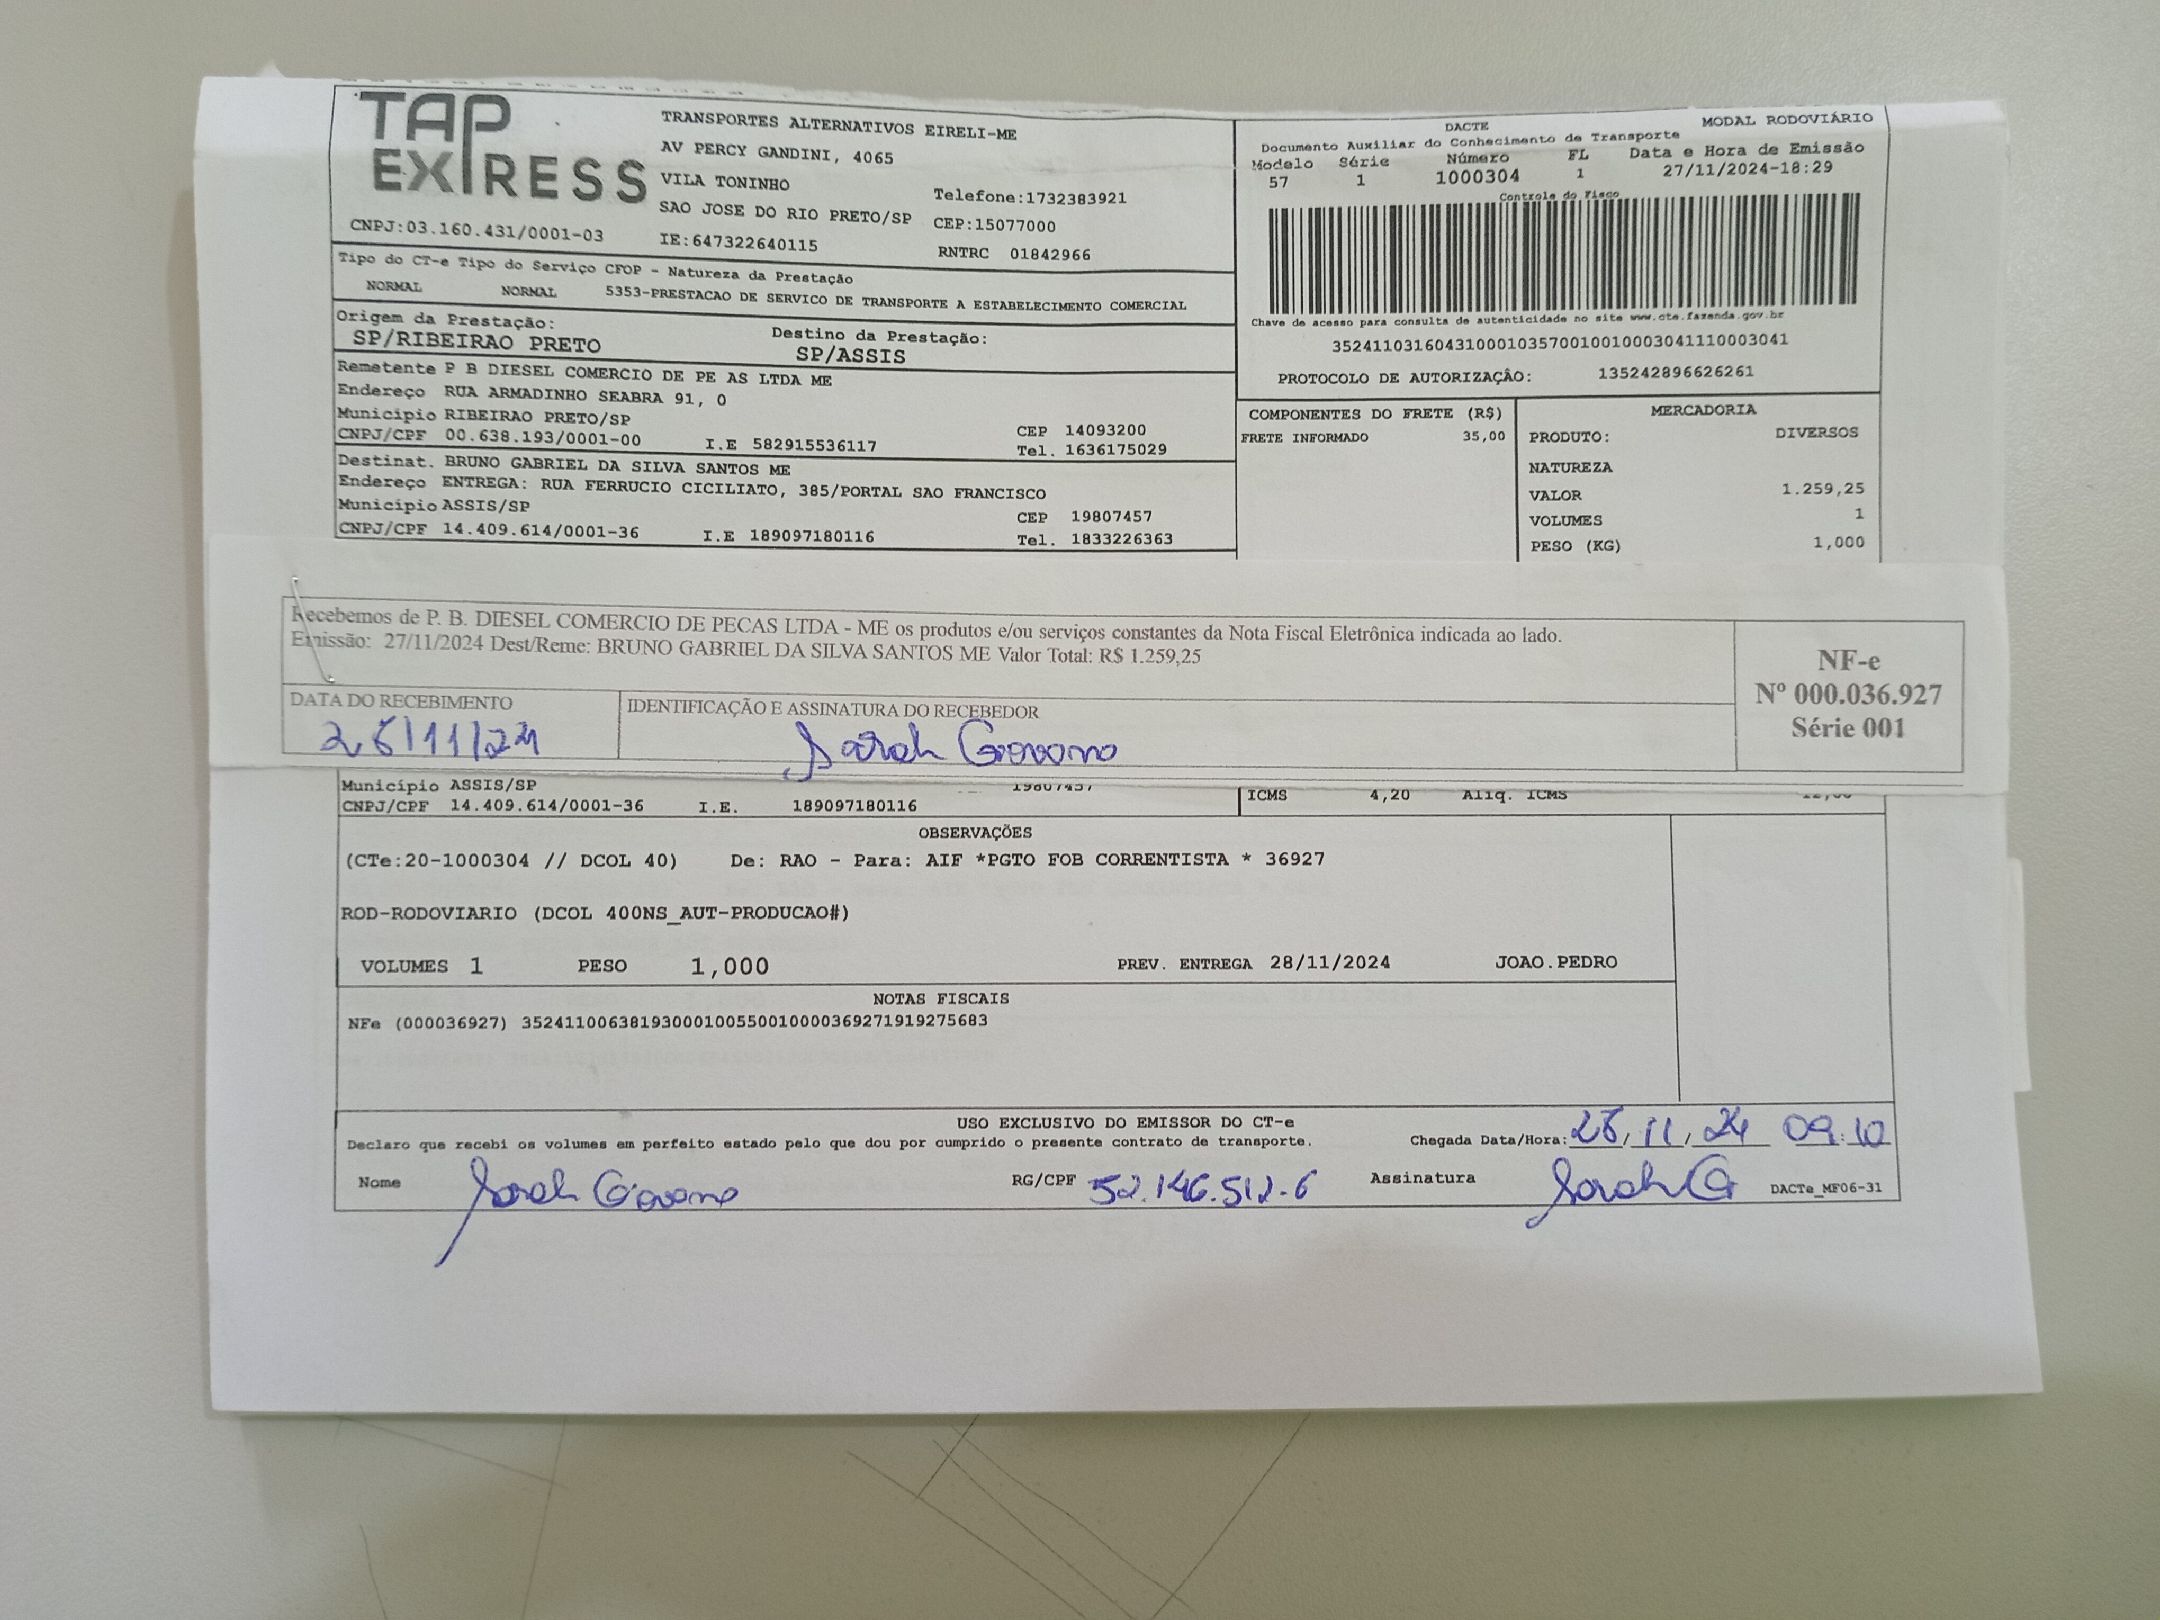 TAP EXPRESS
TRANSPORTES ALTERNATIVOS EIRELI-ME
AV PERCY GANDINI, 4065
VILA TONINHO
Telefone:1732383921
SAO JOSE DO RIO PRETO/SP CEP:15077000
CNPJ:03.160.431/0001-03 IE:647322640115 RNTRC 01842966
MODAL RODOVIÁRIO
DACTE
Documento Auxiliar do Conhecimento de Transporte
Modelo Série Número FL Data e Hora de Emissão
57 1 1000304 1 27/11/2024-18:29
Controle do Fisco
Chave de acesso para consulta de autenticidade no site www.cte.fazenda.gov.br
35241103160431000103570010010003041110003041
PROTOCOLO DE AUTORIZAÇÃO: 135242896626261
Tipo do CT-e Tipo do Serviço CFOP - Natureza da Prestação
NORMAL NORMAL 5353-PRESTACAO DE SERVICO DE TRANSPORTE A ESTABELECIMENTO COMERCIAL
Origem da Prestação: Destino da Prestação:
SP/RIBEIRAO PRETO SP/ASSIS
Remetente P B DIESEL COMERCIO DE PE AS LTDA ME
Endereço RUA ARMADINHO SEABRA 91, 0
Município RIBEIRAO PRETO/SP CEP 14093200
CNPJ/CPF 00.638.193/0001-00 I.E 582915536117 Tel. 1636175029
Destinat. BRUNO GABRIEL DA SILVA SANTOS ME
Endereço ENTREGA: RUA FERRUCIO CICILIATO, 385/PORTAL SAO FRANCISCO
Município ASSIS/SP CEP 19807457
CNPJ/CPF 14.409.614/0001-36 I.E 189097180116 Tel. 1833226363
COMPONENTES DO FRETE (R$)
FRETE INFORMADO 35,00
MERCADORIA
PRODUTO: DIVERSOS
NATUREZA
VALOR 1.259,25
VOLUMES 1
PESO (KG) 1,000
Recebemos de P. B. DIESEL COMERCIO DE PECAS LTDA - ME os produtos e/ou serviços constantes da Nota Fiscal Eletrônica indicada ao lado.
Emissão: 27/11/2024 Dest/Reme: BRUNO GABRIEL DA SILVA SANTOS ME Valor Total: R$ 1.259,25
DATA DO RECEBIMENTO IDENTIFICAÇÃO E ASSINATURA DO RECEBEDOR
28/11/24 Sarah Giovana
NF-e
Nº 000.036.927
Série 001
Município ASSIS/SP 19807457
CNPJ/CPF 14.409.614/0001-36 I.E. 189097180116
ICMS 4,20 Aliq. ICMS
OBSERVAÇÕES
(CTe:20-1000304 // DCOL 40) De: RAO - Para: AIF *PGTO FOB CORRENTISTA * 36927
ROD-RODOVIARIO (DCOL 400NS_AUT-PRODUCAO#)
VOLUMES 1 PESO 1,000 PREV. ENTREGA 28/11/2024 JOAO.PEDRO
NOTAS FISCAIS
NFe (000036927) 35241100638193000100550010000369271919275683
USO EXCLUSIVO DO EMISSOR DO CT-e
Declaro que recebi os volumes em perfeito estado pelo que dou por cumprido o presente contrato de transporte. Chegada Data/Hora: 28/11/24 09:10
Nome Sarah Giovana RG/CPF 52.146.512-6 Assinatura Sarah G DACTe_MF06-31